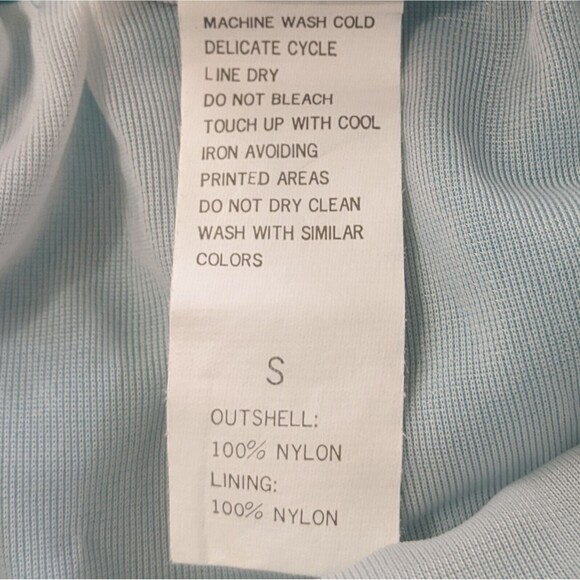 MACHINE WASH COLD
DELICATE CYCLE
LINE DRY
DO NOT BLEACH
TOUCH UP WITH COOL
IRON AVOIDING
PRINTED AREAS
DO NOT DRY CLEAN
WASH WITH SIMILAR
COLORS
S
OUTSHELL:
100% NYLON
LINING:
100% NYLON